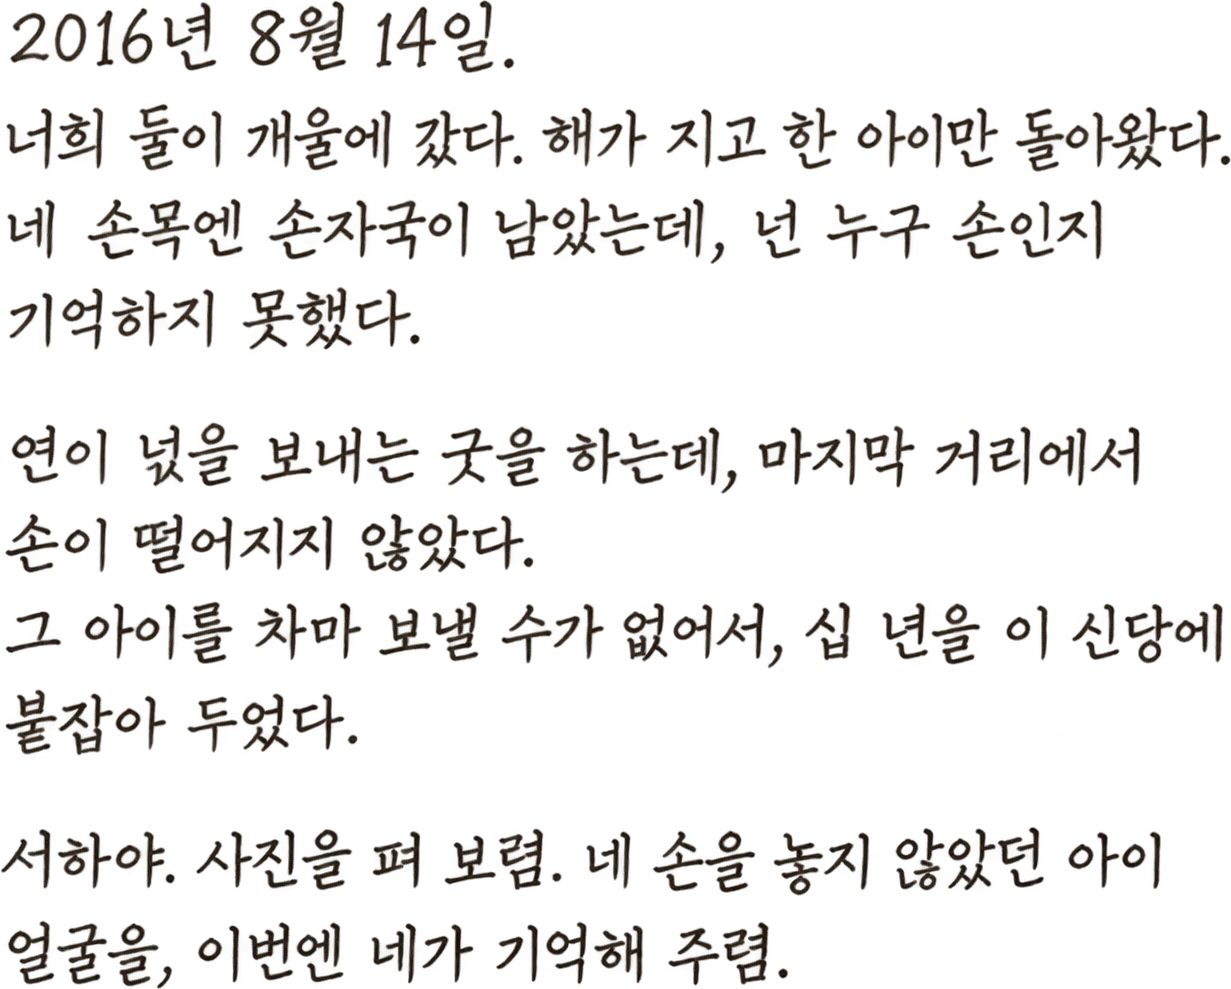 2016년 8월 14일.
너희 둘이 개울에 갔다. 해가 지고 한 아이만 돌아왔다.
네 손목엔 손자국이 남았는데, 넌 누구 손인지
기억하지 못했다.
연이 넋을 보내는 굿을 하는데, 마지막 거리에서
손이 떨어지지 않았다.
그 아이를 차마 보낼 수가 없어서, 십 년을 이 신당에
붙잡아 두었다.
서하야. 사진을 펴 보렴. 네 손을 놓지 않았던 아이
얼굴을, 이번엔 네가 기억해 주렴.